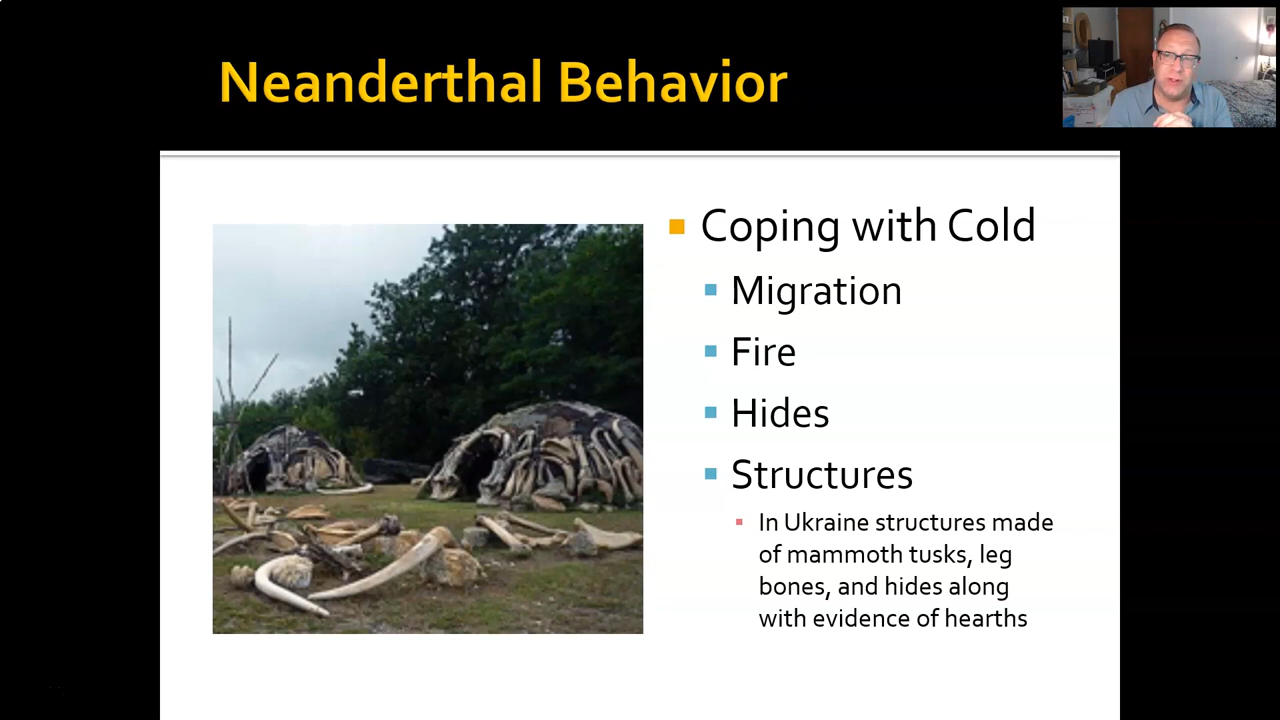 Neanderthal Behavior
Coping with Cold
Migration
Fire
Hides
Structures
In Ukraine structures made
of mammoth tusks, leg
bones, and hides along
with evidence of hearths